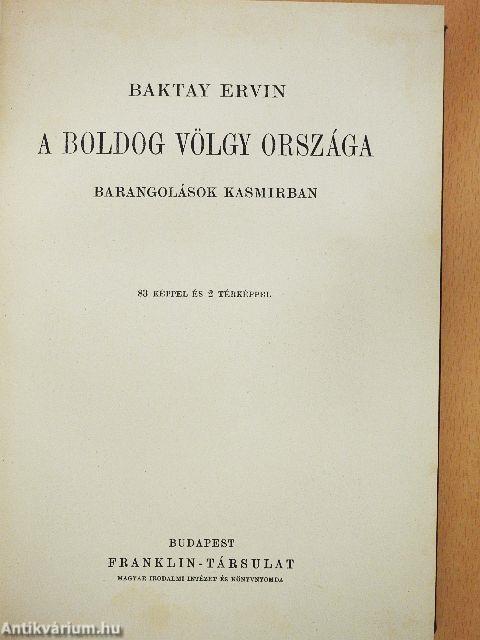 BAKTAY ERVIN
A BOLDOG VÖLGY ORSZÁGA
BARANGOLÁSOK KASMIRBAN
83 KÉPPEL ÉS 2 TÉRKÉPPEL
BUDAPEST
FRANKLIN-TÁRSULAT
MAGYAR IRODALMI INTÉZET ÉS KÖNYVNYOMDA
Antikvárium.hu